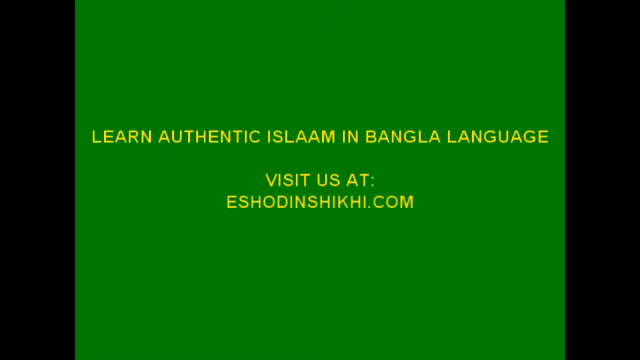 LEARN AUTHENTIC ISLAAM IN BANGLA LANGUAGE
VISIT US AT:
ESHODINSHIKHI.COM